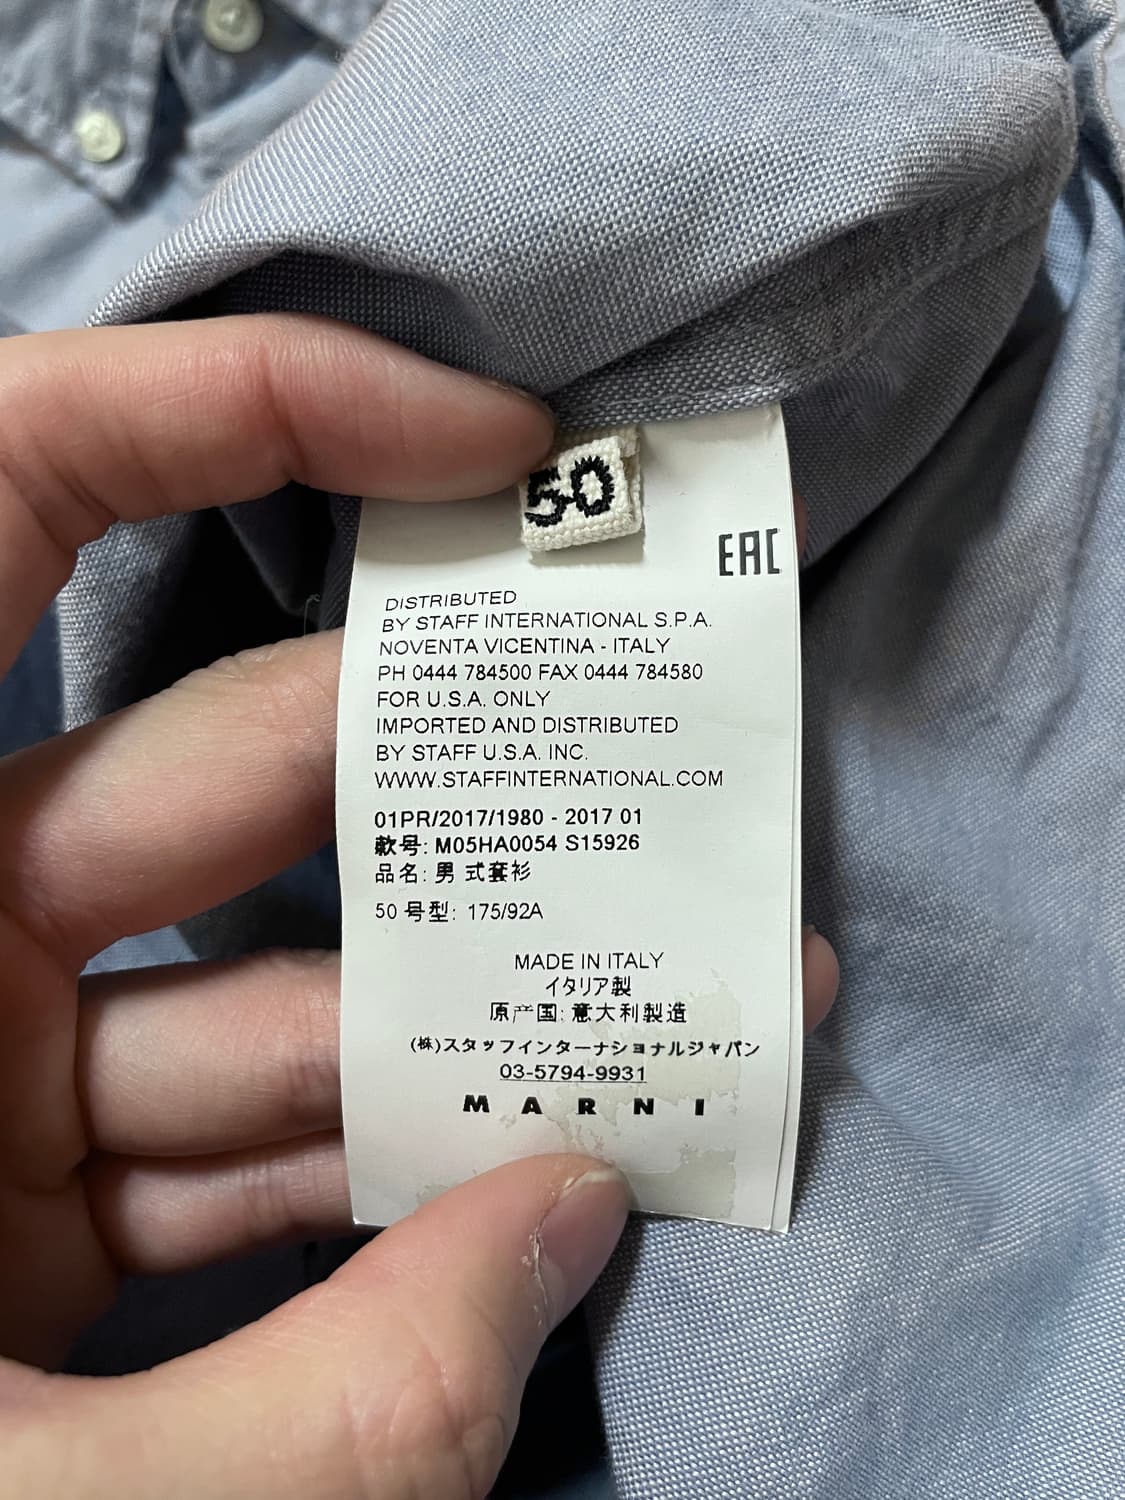 50
EAC
DISTRIBUTED
BY STAFF INTERNATIONAL S.P.A.
NOVENTA VICENTINA - ITALY
PH 0444 784500 FAX 0444 784580
FOR U.S.A. ONLY
IMPORTED AND DISTRIBUTED
BY STAFF U.S.A. INC.
WWW.STAFFINTERNATIONAL.COM
01PR/2017/1980 - 2017 01
款号: M05HA0054 S15926
品名: 男 式套衫
50 号型: 175/92A
MADE IN ITALY
イタリア製
原产国: 意大利製造
(株)スタッフインターナショナルジャパン
03-5794-9931
MARNI